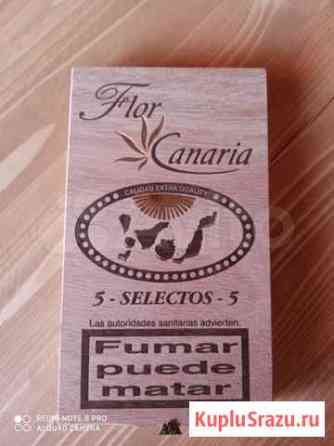 Flor
Canaria
CALIDAD EXTRA QUALITY
5 - SELECTOS - 5
Las autoridades sanitarias advierten,
Fumar
puede
matar
REDMI NOTE 8 PRO
AI QUAD CAMERA
KupluSrazu.ru